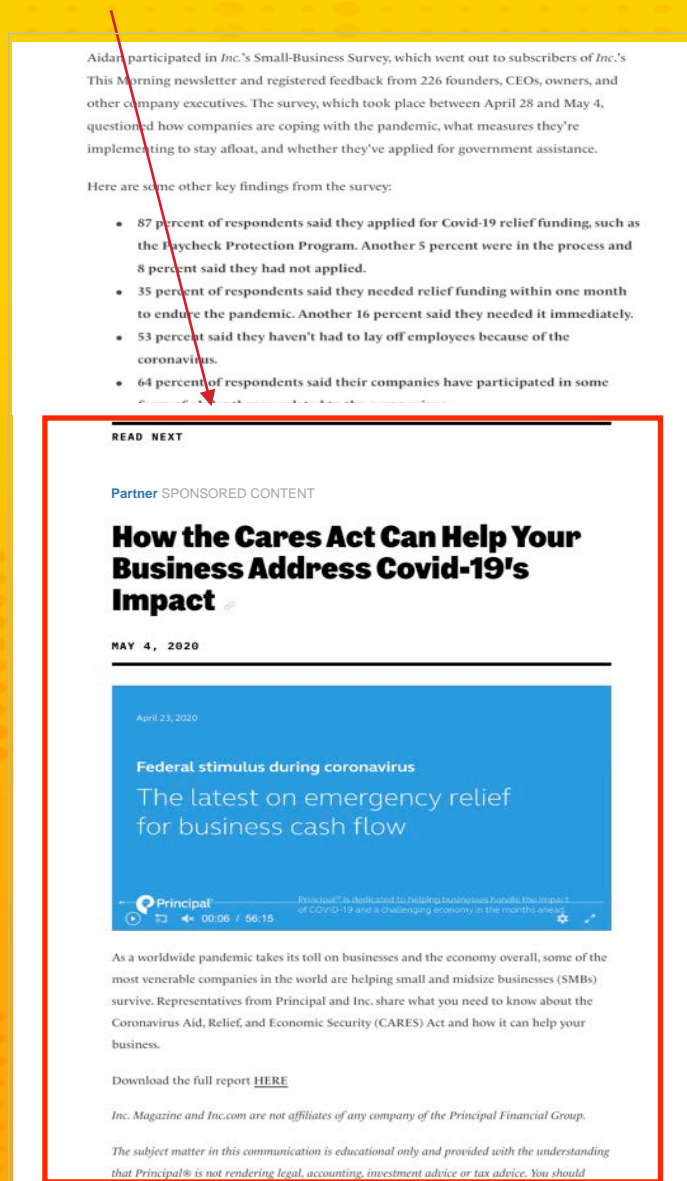 Aidan participated in Inc.'s Small-Business Survey, which went out to subscribers of Inc.'s
This Morning newsletter and registered feedback from 226 founders, CEOs, owners, and
other company executives. The survey, which took place between April 28 and May 4,
questioned how companies are coping with the pandemic, what measures they're
implementing to stay afloat, and whether they've applied for government assistance.
Here are some other key findings from the survey:
• 87 percent of respondents said they applied for Covid-19 relief funding, such as
the Paycheck Protection Program. Another 5 percent were in the process and
8 percent said they had not applied.
• 35 percent of respondents said they needed relief funding within one month
to endure the pandemic. Another 16 percent said they needed it immediately.
• 53 percent said they haven't had to lay off employees because of the
coronavirus.
• 64 percent of respondents said their companies have participated in some
READ NEXT
Partner SPONSORED CONTENT
How the Cares Act Can Help Your
Business Address Covid-19's
Impact
MAY 4, 2020
April 23, 2020
Federal stimulus during coronavirus
The latest on emergency relief
for business cash flow
Principal®
Principal® is dedicated to helping businesses handle the impact
of COVID-19 and a challenging economy in the months ahead.
00:06 / 56:15
As a worldwide pandemic takes its toll on businesses and the economy overall, some of the
most venerable companies in the world are helping small and midsize businesses (SMBs)
survive. Representatives from Principal and Inc. share what you need to know about the
Coronavirus Aid, Relief, and Economic Security (CARES) Act and how it can help your
business.
Download the full report HERE
Inc. Magazine and Inc.com are not affiliates of any company of the Principal Financial Group.
The subject matter in this communication is educational only and provided with the understanding
that Principal® is not rendering legal, accounting, investment advice or tax advice. You should